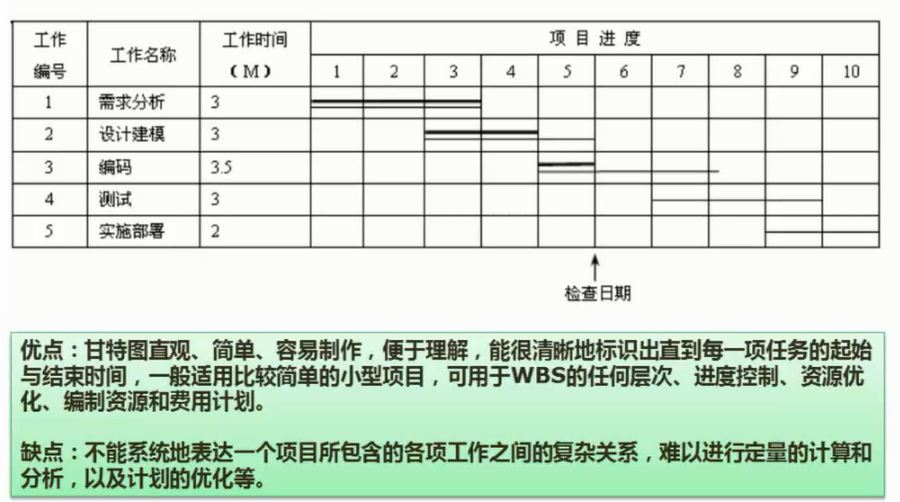 工作编号 工作名称 工作时间（M） 项目进度
1 2 3 4 5 6 7 8 9 10
1 需求分析 3
2 设计建模 3
3 编码 3.5
4 测试 3
5 实施部署 2
检查日期
优点：甘特图直观、简单、容易制作，便于理解，能很清晰地标识出直到每一项任务的起始
与结束时间，一般适用比较简单的小型项目，可用于WBS的任何层次、进度控制、资源优
化、编制资源和费用计划。
缺点：不能系统地表达一个项目所包含的各项工作之间的复杂关系，难以进行定量的计算和
分析，以及计划的优化等。